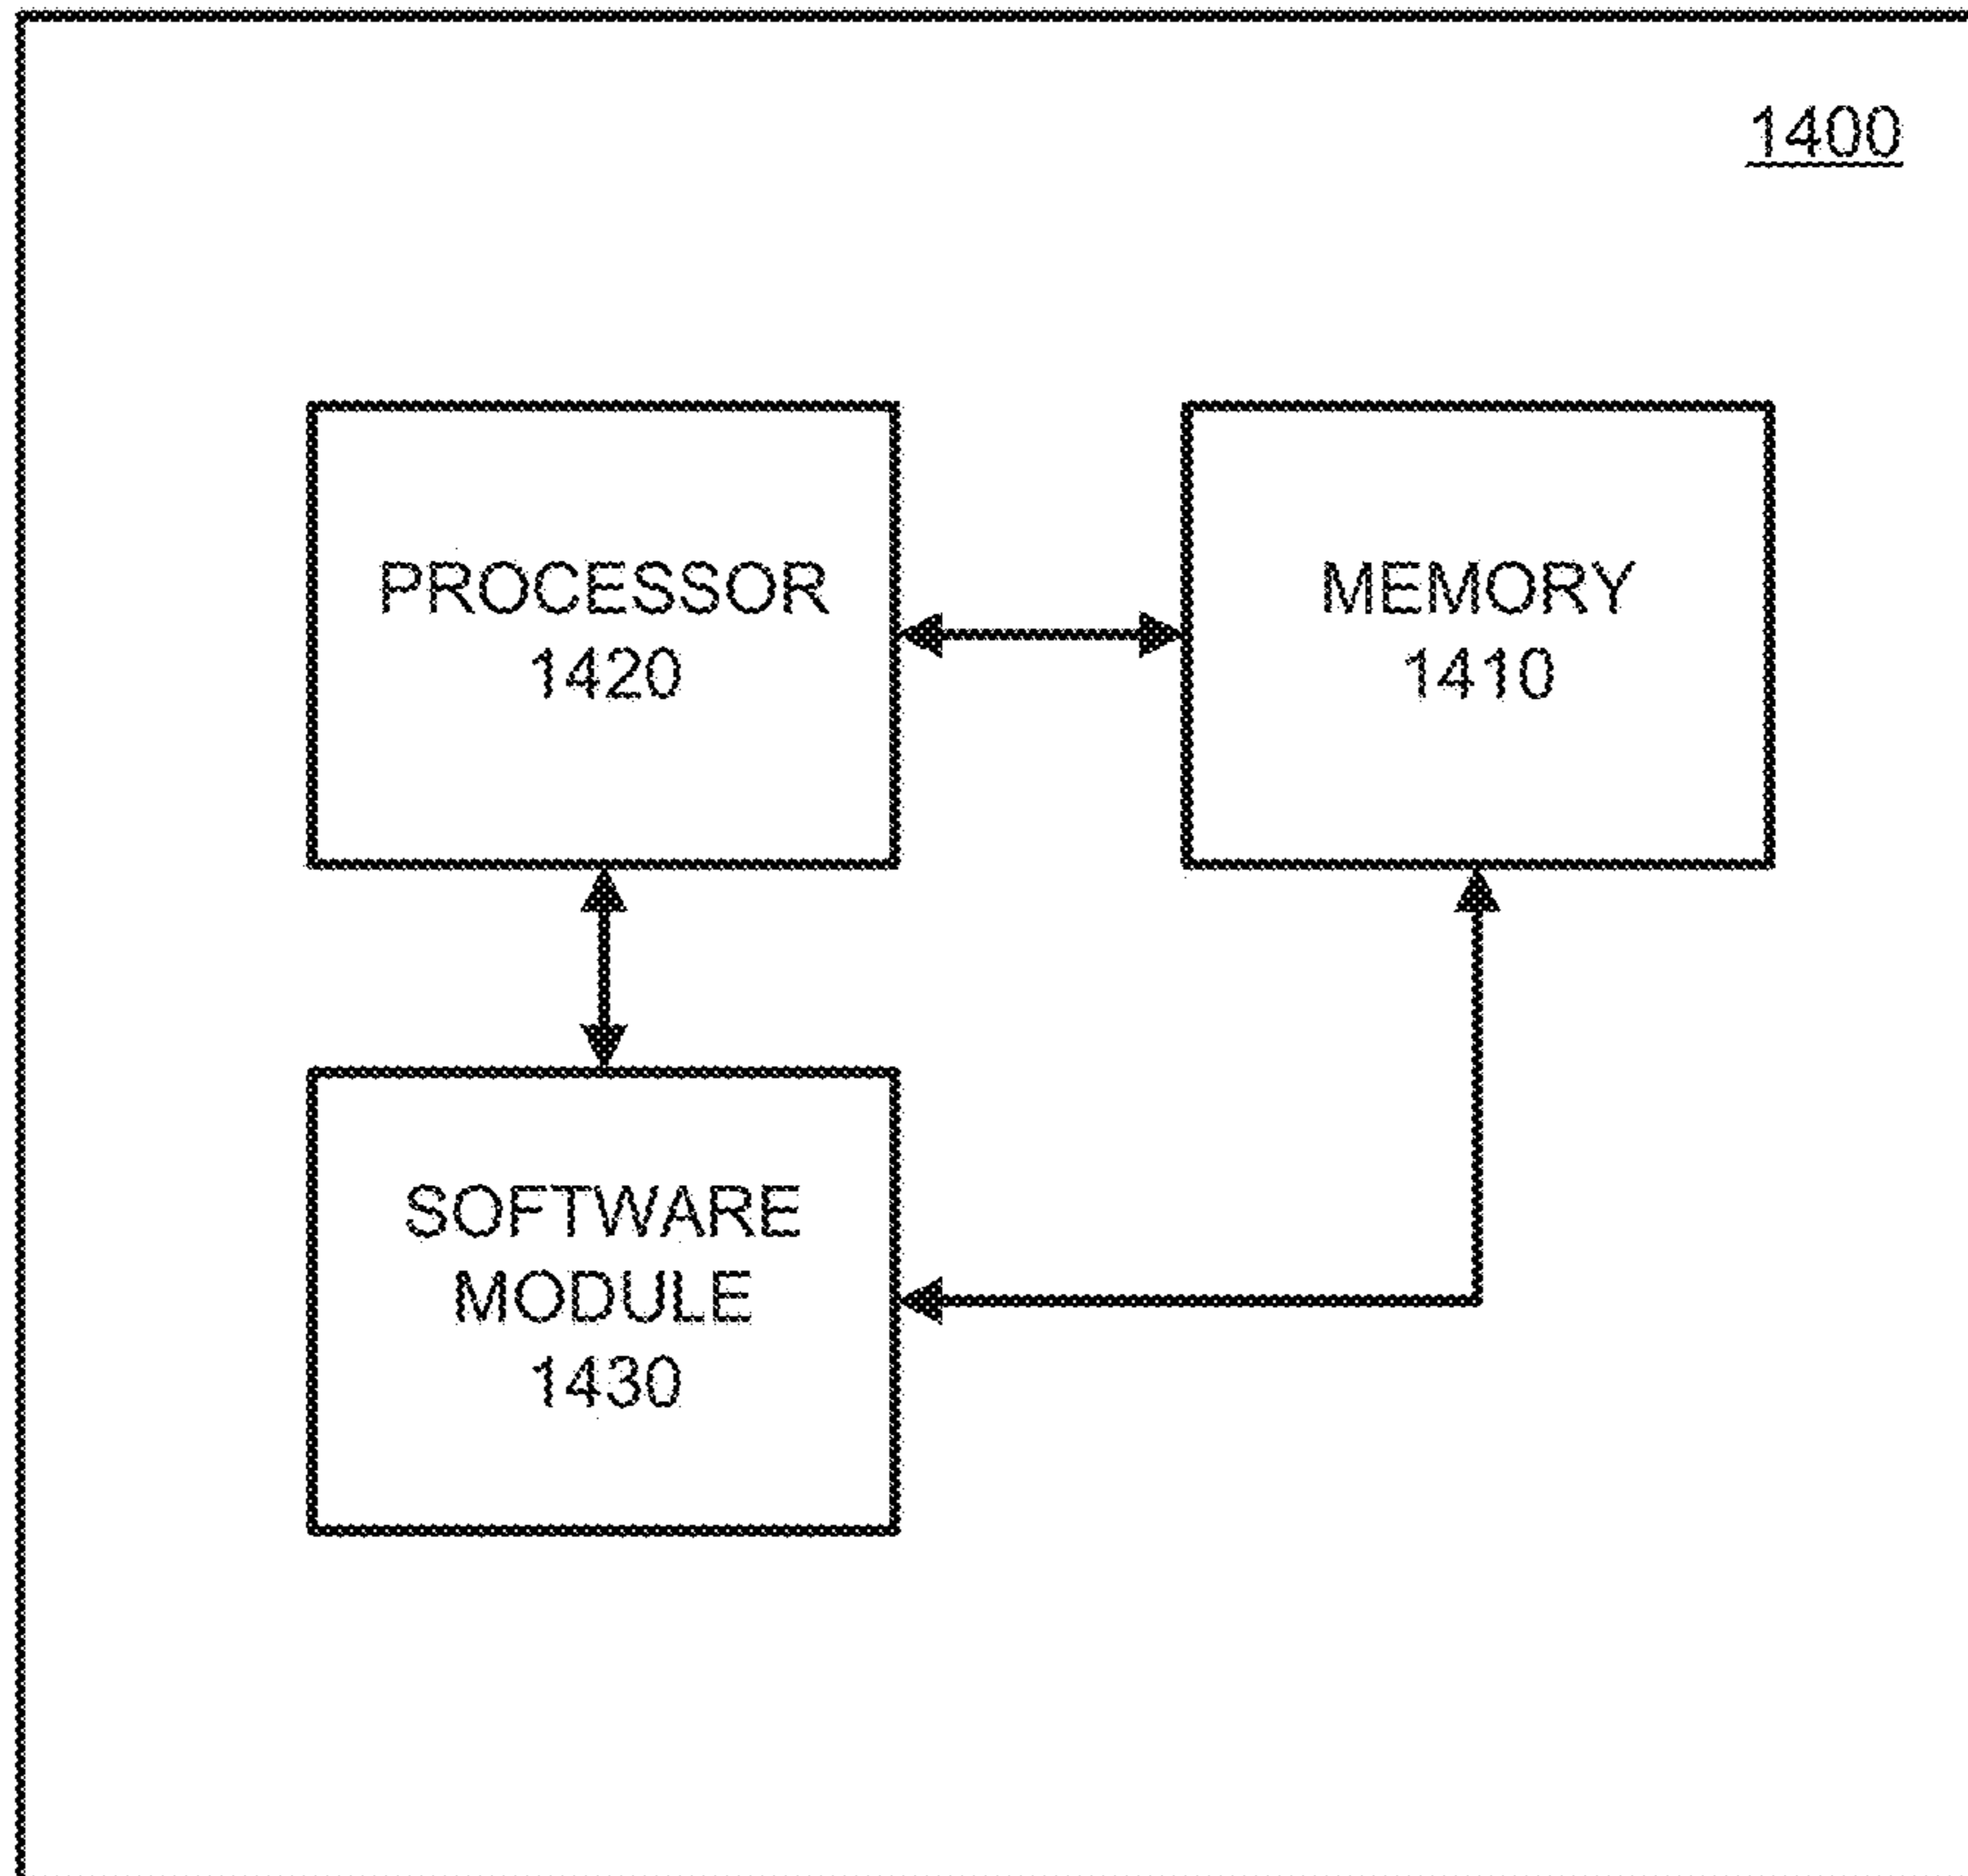 1400
PROCESSOR
1420
MEMORY
1410
SOFTWARE
MODULE
1430